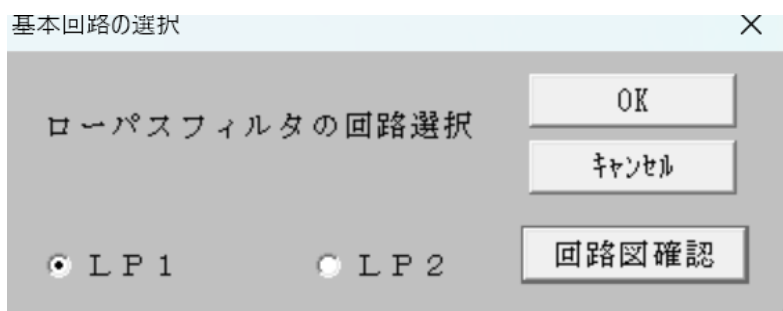 基本回路の選択
ローパスフィルタの回路選択
OK
ｷｬﾝｾﾙ
ＬＰ１
ＬＰ２
回路図確認